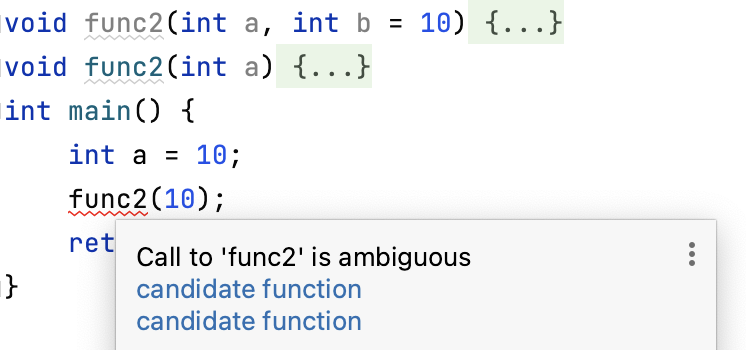 void func2(int a, int b = 10) {...}
void func2(int a) {...}
int main() {
int a = 10;
func2(10);
ret
Call to 'func2' is ambiguous
candidate function
}
candidate function